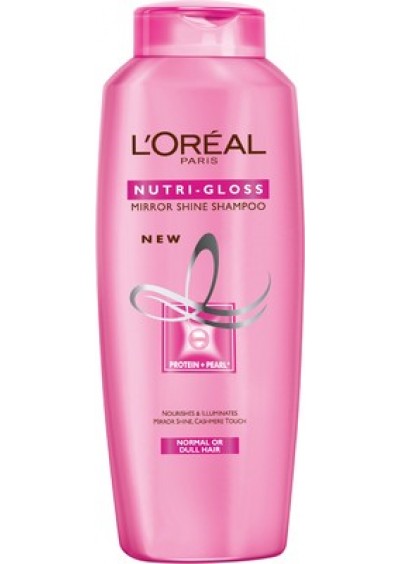 L'ORÉAL
PARIS
NUTRI-GLOSS
MIRROR SHINE SHAMPOO
NEW
PROTEIN + PEARL*
NOURISHES & ILLUMINATES
MIRROR SHINE, CASHMERE TOUCH
NORMAL OR
DULL HAIR